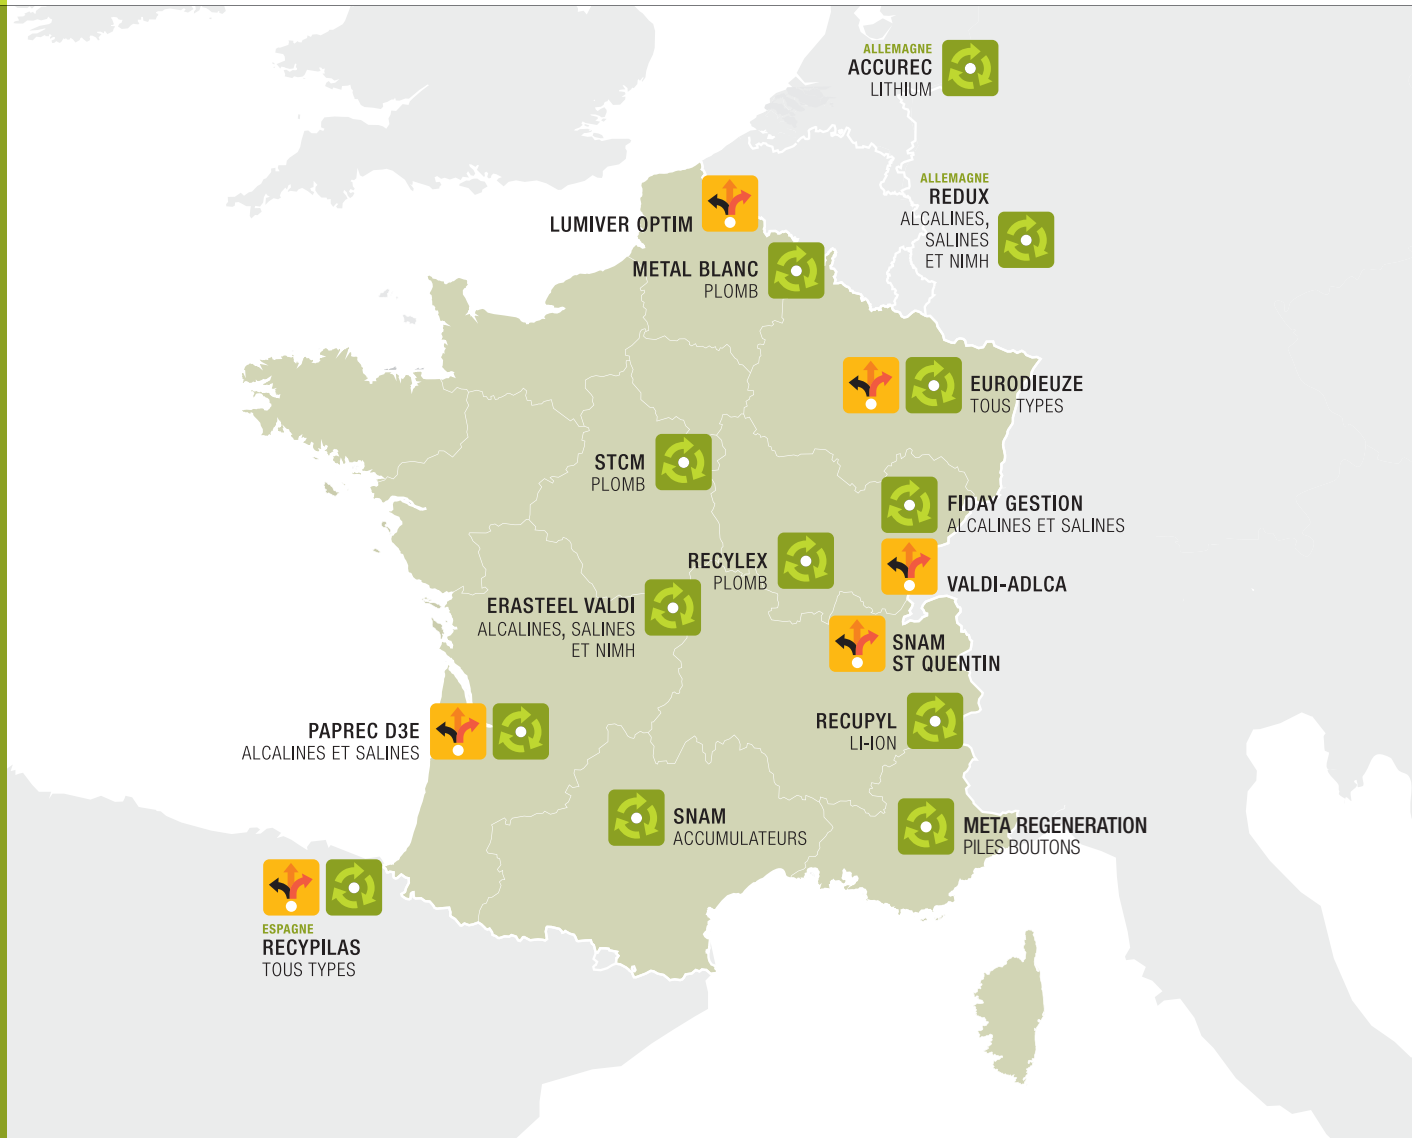 ALLEMAGNE
ACCUREC
LITHIUM
ALLEMAGNE
REDUX
ALCALINES,
SALINES
ET NIMH
LUMIVER OPTIM
METAL BLANC
PLOMB
EURODIEUZE
TOUS TYPES
STCM
PLOMB
FIDAY GESTION
ALCALINES ET SALINES
RECYLEX
PLOMB
VALDI-ADLCA
ERASTEEL VALDI
ALCALINES, SALINES
ET NIMH
SNAM
ST QUENTIN
PAPREC D3E
ALCALINES ET SALINES
RECUPYL
LI-ION
SNAM
ACCUMULATEURS
META REGENERATION
PILES BOUTONS
ESPAGNE
RECYPILAS
TOUS TYPES